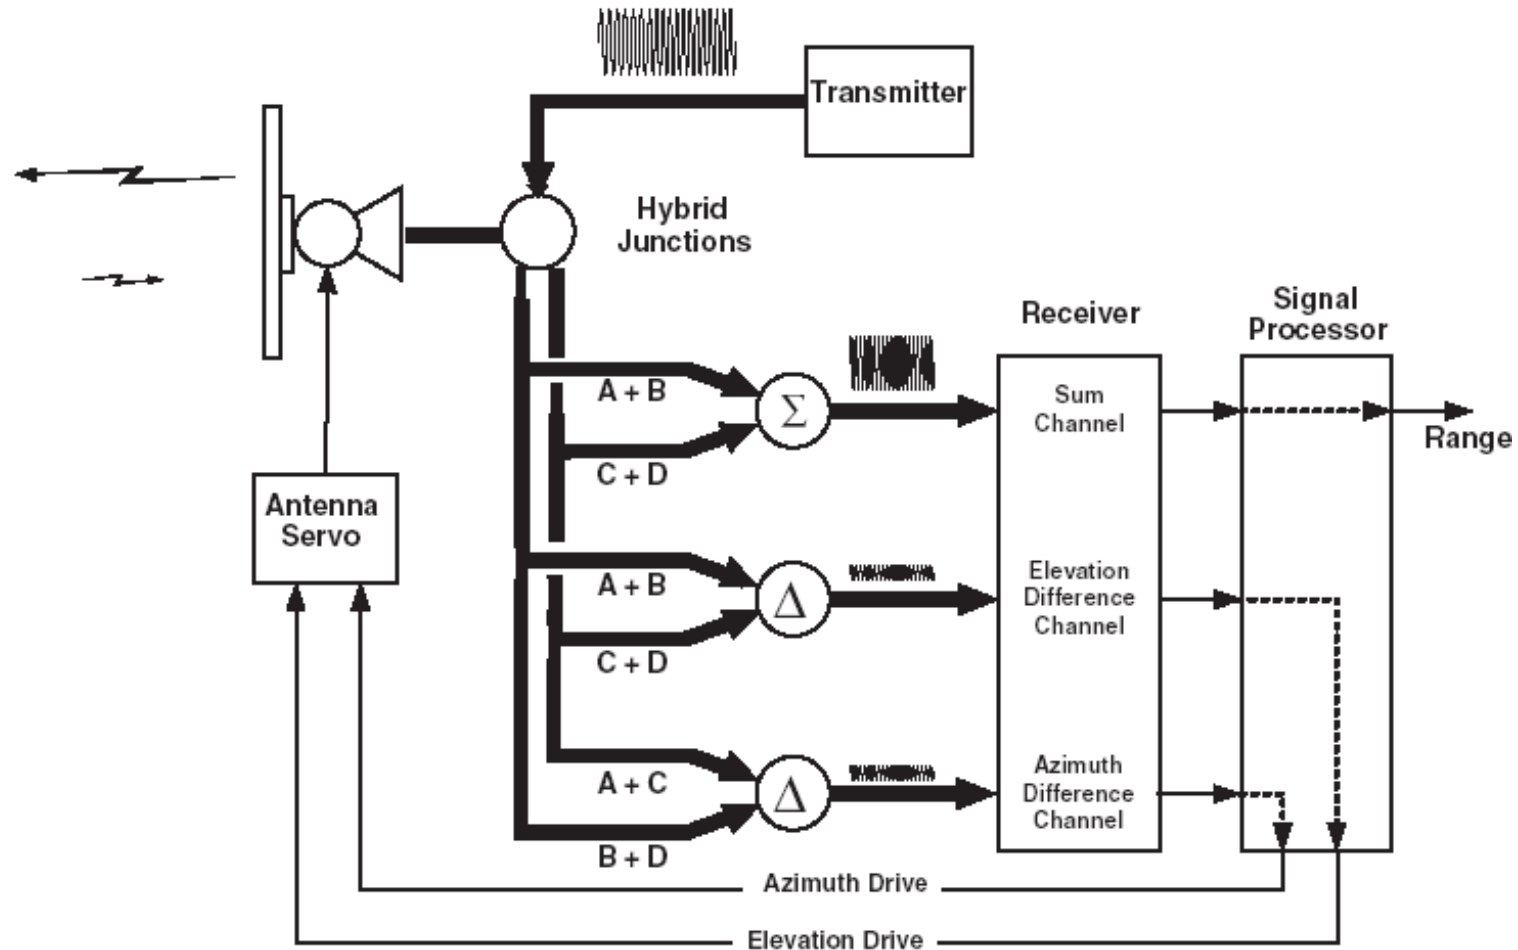 Transmitter
Hybrid
Junctions
Signal
Processor
Receiver
A + B
Σ
Sum
Channel
C + D
Range
Antenna
Servo
A + B
Δ
Elevation
Difference
Channel
C + D
A + C
Δ
Azimuth
Difference
Channel
B + D
Azimuth Drive
Elevation Drive